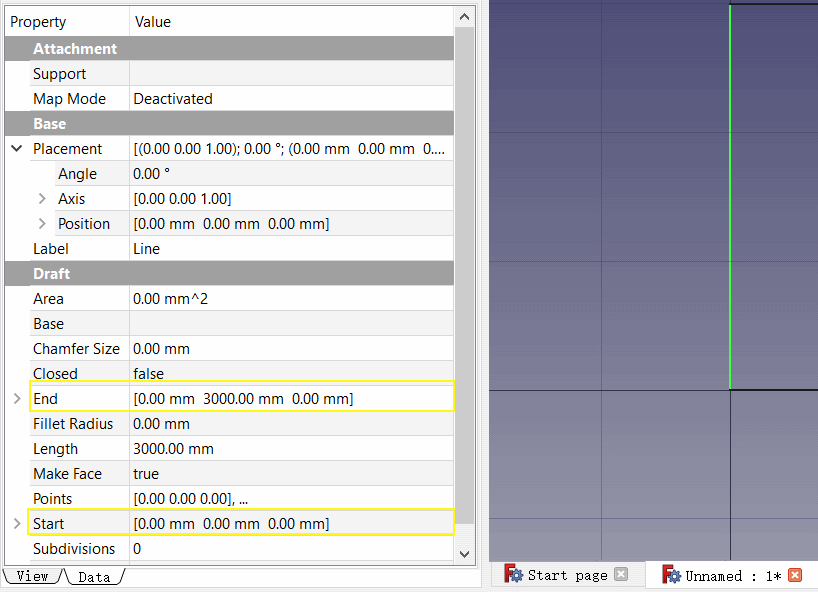 Property Value
Attachment
Support
Map Mode Deactivated
Base
Placement [(0.00 0.00 1.00); 0.00 °; (0.00 mm  0.00 mm  0....
Angle 0.00 °
Axis [0.00 0.00 1.00]
Position [0.00 mm  0.00 mm  0.00 mm]
Label Line
Draft
Area 0.00 mm^2
Base
Chamfer Size 0.00 mm
Closed false
End [0.00 mm  3000.00 mm  0.00 mm]
Fillet Radius 0.00 mm
Length 3000.00 mm
Make Face true
Points [0.00 0.00 0.00], ...
Start [0.00 mm  0.00 mm  0.00 mm]
Subdivisions 0
View Data
Start page Unnamed : 1*